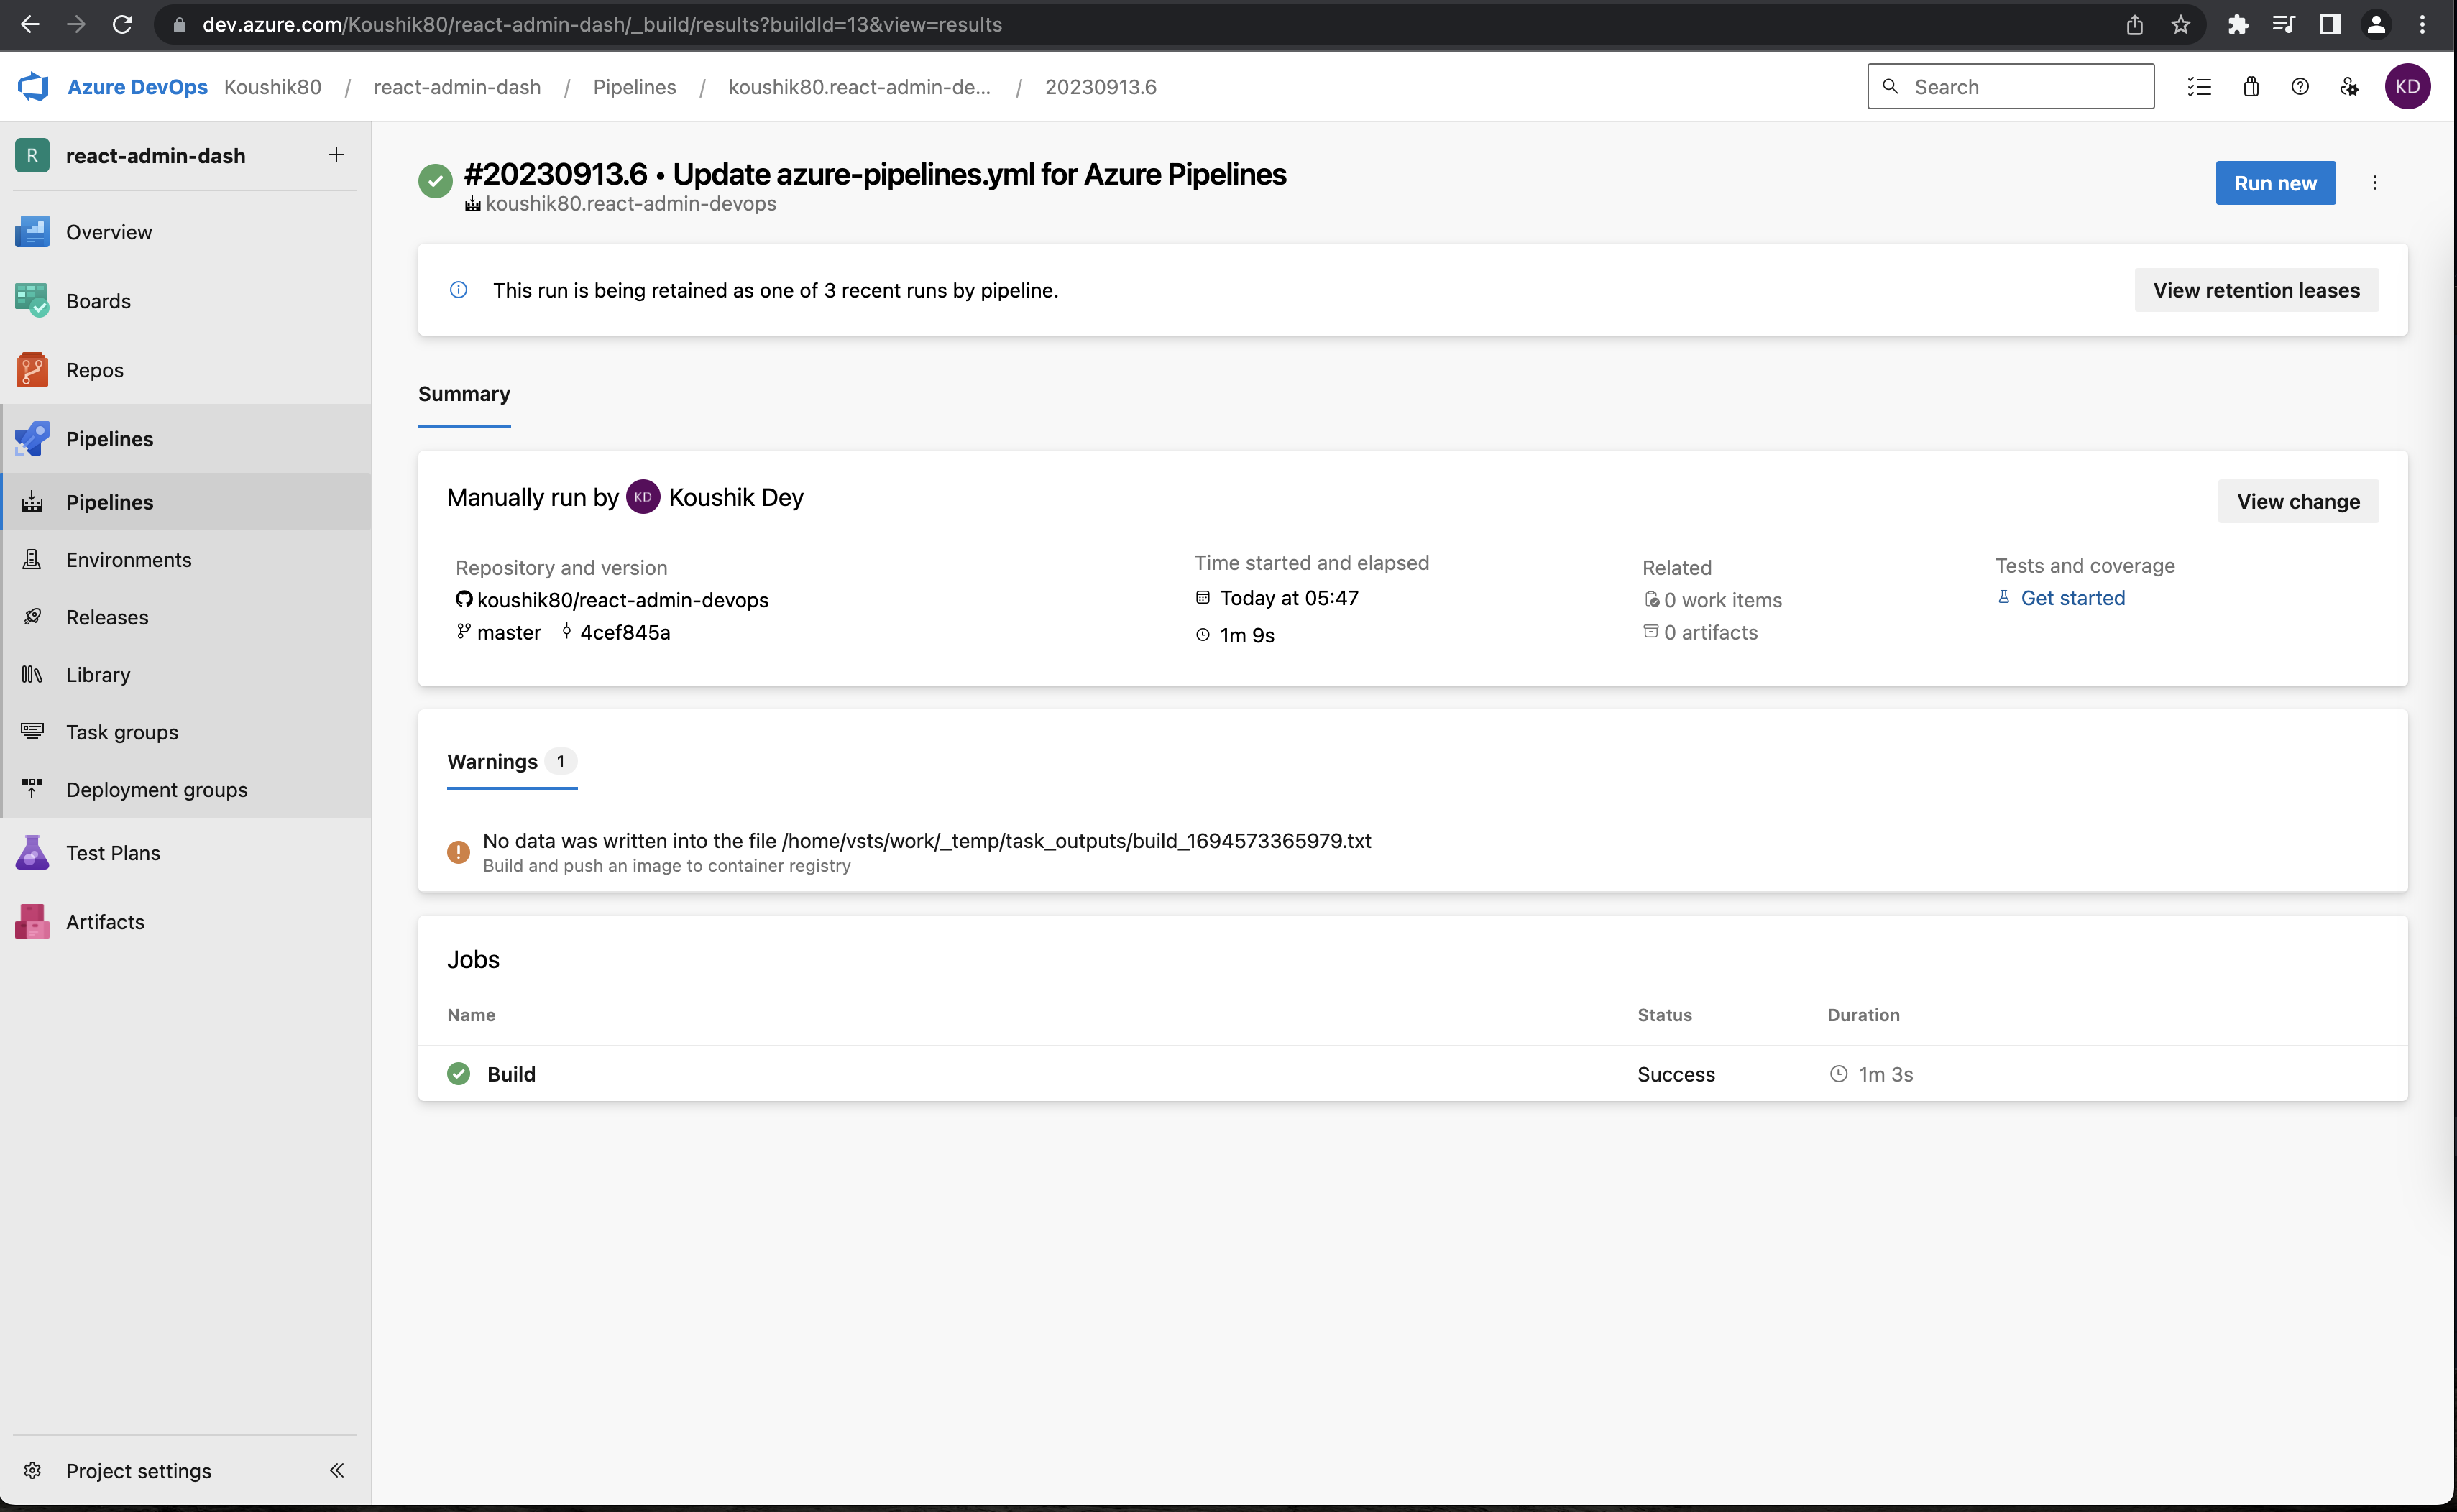 dev.azure.com/Koushik80/react-admin-dash/_build/results?buildId=13&view=results
Azure DevOps Koushik80 / react-admin-dash / Pipelines / koushik80.react-admin-de... / 20230913.6
Search
KD
R react-admin-dash
Overview
Boards
Repos
Pipelines
Pipelines
Environments
Releases
Library
Task groups
Deployment groups
Test Plans
Artifacts
Project settings
#20230913.6 • Update azure-pipelines.yml for Azure Pipelines
koushik80.react-admin-devops
Run new
This run is being retained as one of 3 recent runs by pipeline.
View retention leases
Summary
Manually run by KD Koushik Dey
View change
Repository and version
koushik80/react-admin-devops
master 4cef845a
Time started and elapsed
Today at 05:47
1m 9s
Related
0 work items
0 artifacts
Tests and coverage
Get started
Warnings 1
No data was written into the file /home/vsts/work/_temp/task_outputs/build_1694573365979.txt
Build and push an image to container registry
Jobs
Name Status Duration
Build Success 1m 3s